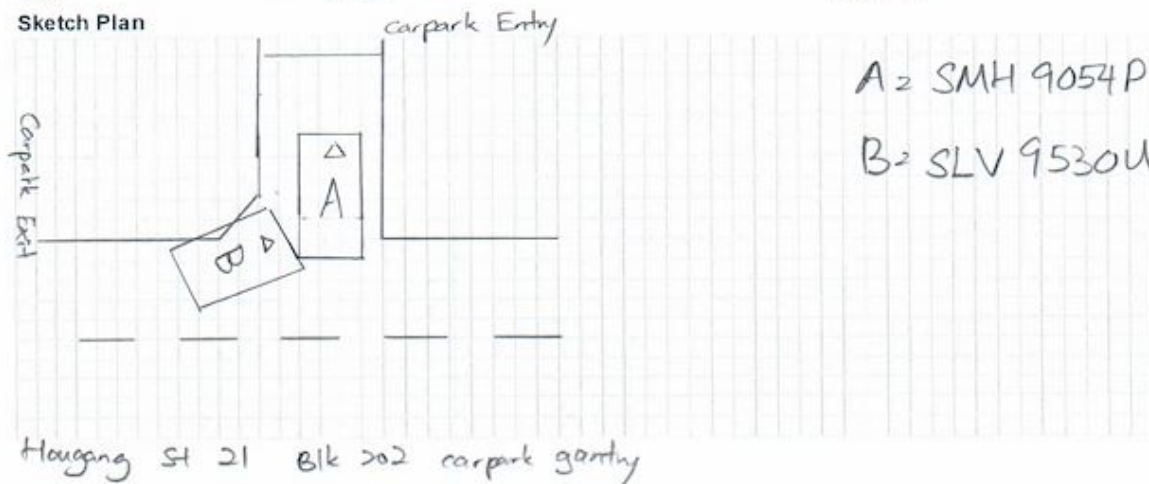 Sketch Plan
carpark Entry
A= SMH 9054P
Carpark Exit
A
B= SLV 9530U
B
Hougang St 21 Blk 202 carpark gantry